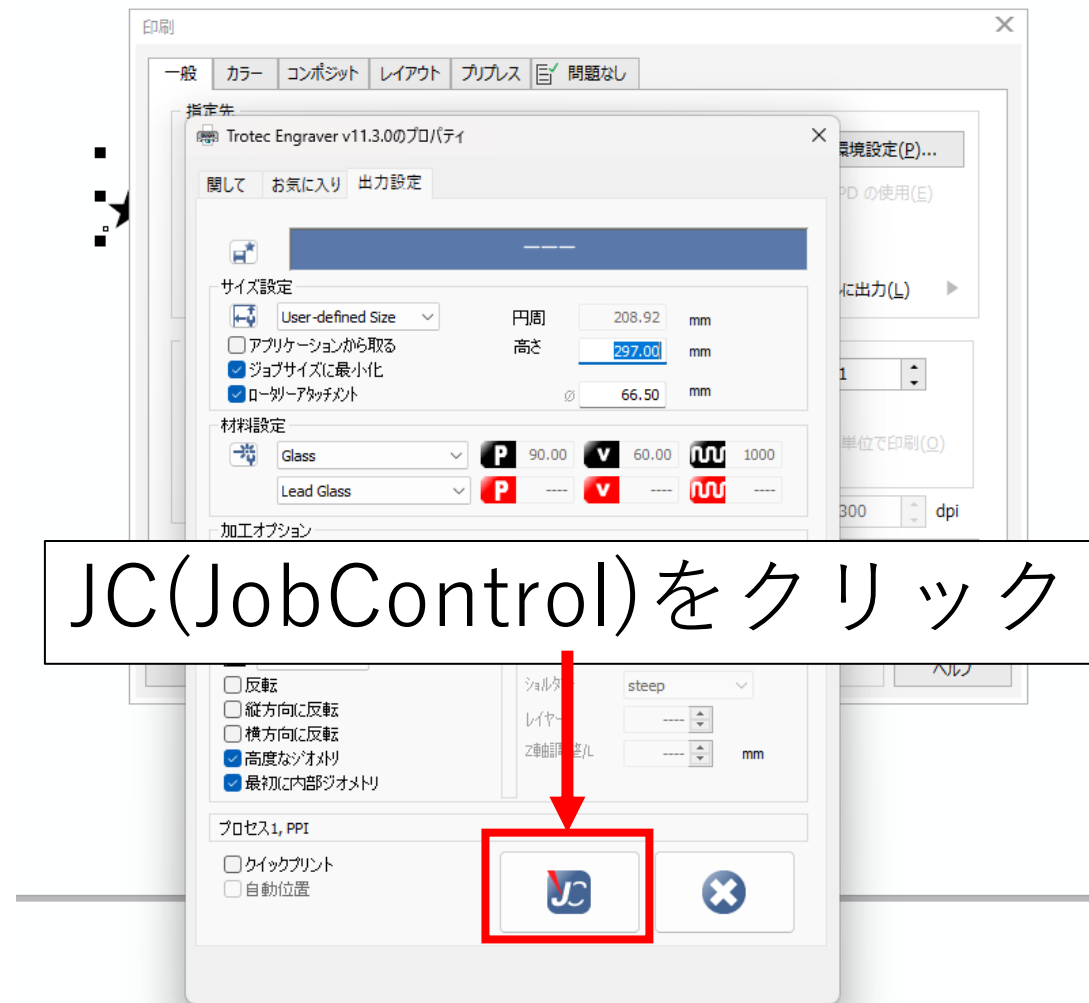 印刷
一般 カラー コンポジット レイアウト プリプレス 問題なし
指定先
Trotec Engraver v11.3.0のプロパティ
環境設定(P)...
関して お気に入り 出力設定
PD の使用(E)
---
サイズ設定
に出力(L)
User-defined Size 円周 208.92 mm
アプリケーションから取る 高さ 297.00 mm
ジョブサイズに最小化
1
ロータリーアタッチメント ø 66.50 mm
材料設定
単位で印刷(O)
Glass P 90.00 V 60.00 1000
Lead Glass P ---- V ---- ----
300 dpi
加工オプション
JC(JobControl)をクリック
ヘルプ
反転 steep
縦方向に反転 レイヤー ----
横方向に反転
高度なジオメトリ Z軸調整/L ---- mm
最初に内部ジオメトリ
プロセス1, PPI
クイックプリント
自動位置
JC